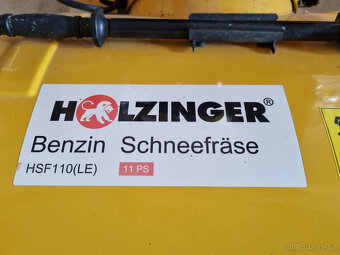 HOLZINGER®
Benzin Schneefräse
HSF110(LE) 11 PS